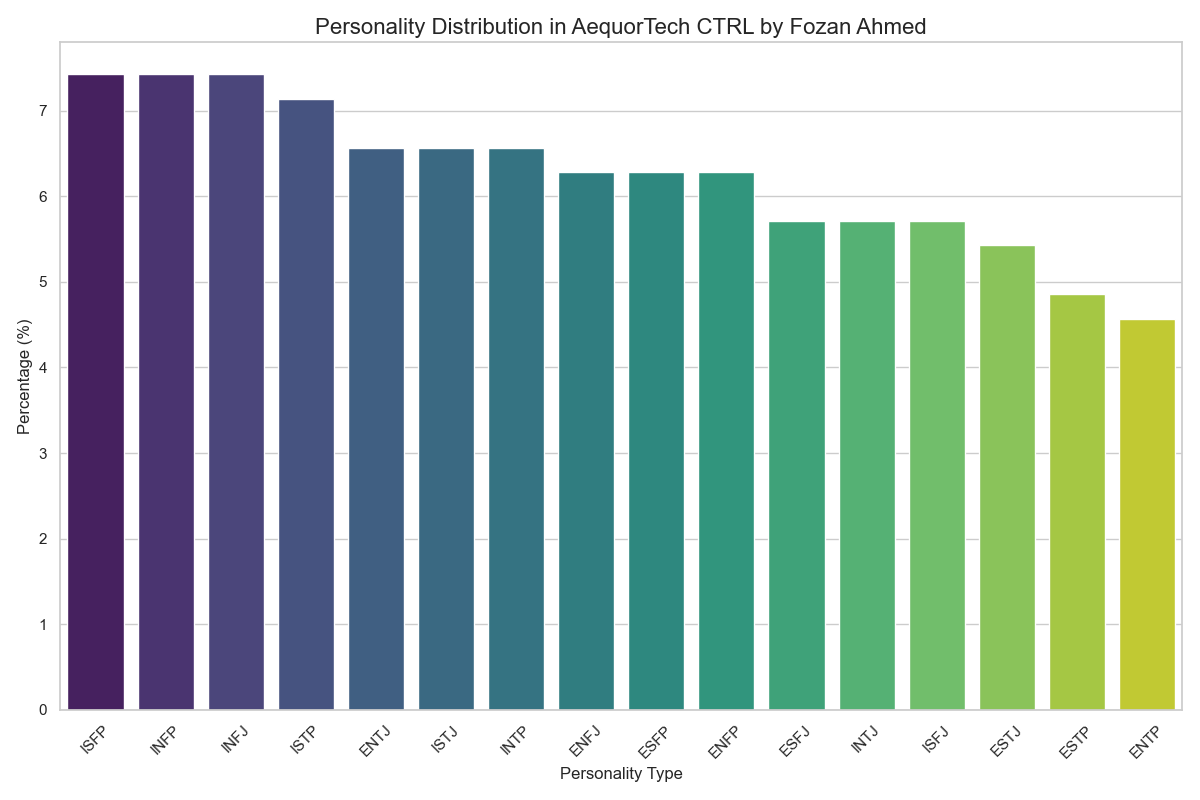 Personality Distribution in AequorTech CTRL by Fozan Ahmed
Percentage (%)
7
6
5
4
3
2
1
0
ISFP
INFP
INFJ
ISTP
ENTJ
ISTJ
INTP
ENFJ
ESFP
ENFP
ESFJ
INTJ
ISFJ
ESTJ
ESTP
ENTP
Personality Type